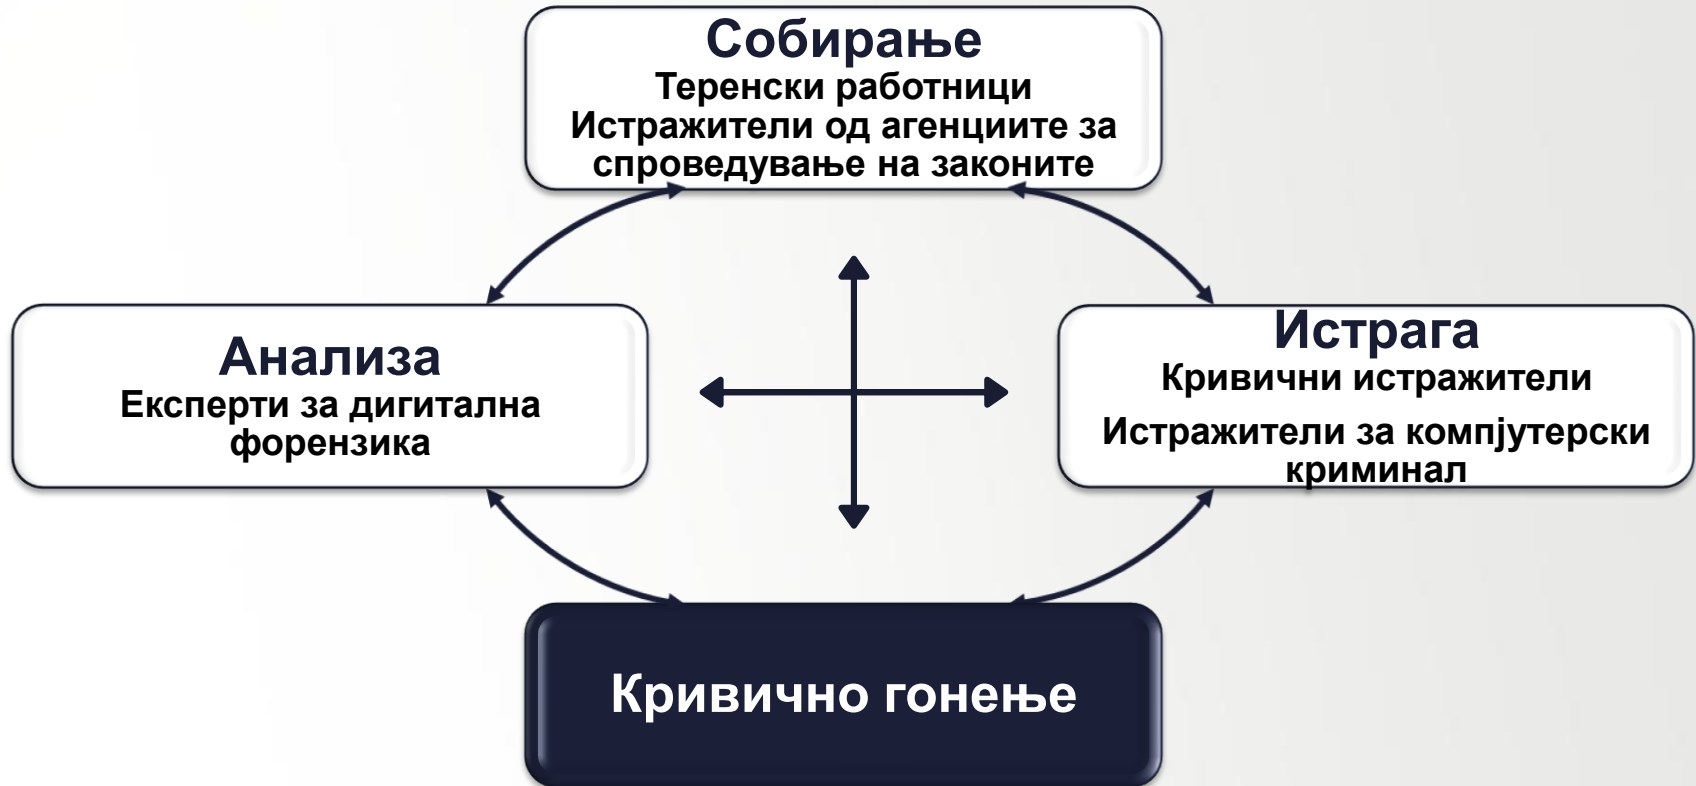 Собирање
Теренски работници
Истражители од агенциите за
спроведување на законите
Анализа
Експерти за дигитална
форензика
Истрага
Кривични истражители
Истражители за компјутерски
криминал
Кривично гонење